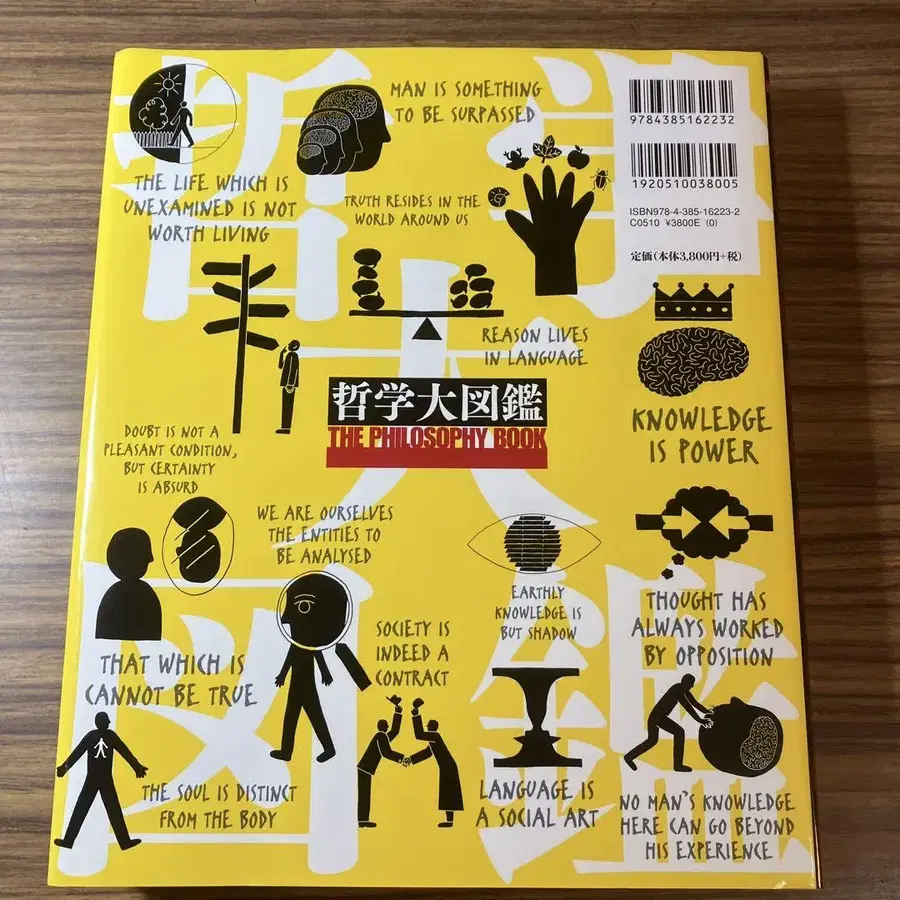 哲学
大
図鑑
MAN IS SOMETHING
TO BE SURPASSED
9784385162232
1920510038005
ISBN978-4-385-16223-2
C0510 ¥3800E (0)
定価(本体3,800円+税)
THE LIFE WHICH IS
UNEXAMINED IS NOT
WORTH LIVING
TRUTH RESIDES IN THE
WORLD AROUND US
REASON LIVES
IN LANGUAGE
哲学大図鑑
THE PHILOSOPHY BOOK
KNOWLEDGE
IS POWER
DOUBT IS NOT A
PLEASANT CONDITION,
BUT CERTAINTY
IS ABSURD
WE ARE OURSELVES
THE ENTITIES TO
BE ANALYSED
EARTHLY
KNOWLEDGE IS
BUT SHADOW
THOUGHT HAS
ALWAYS WORKED
BY OPPOSITION
SOCIETY IS
INDEED A
CONTRACT
THAT WHICH IS
CANNOT BE TRUE
THE SOUL IS DISTINCT
FROM THE BODY
LANGUAGE IS
A SOCIAL ART
NO MAN'S KNOWLEDGE
HERE CAN GO BEYOND
HIS EXPERIENCE